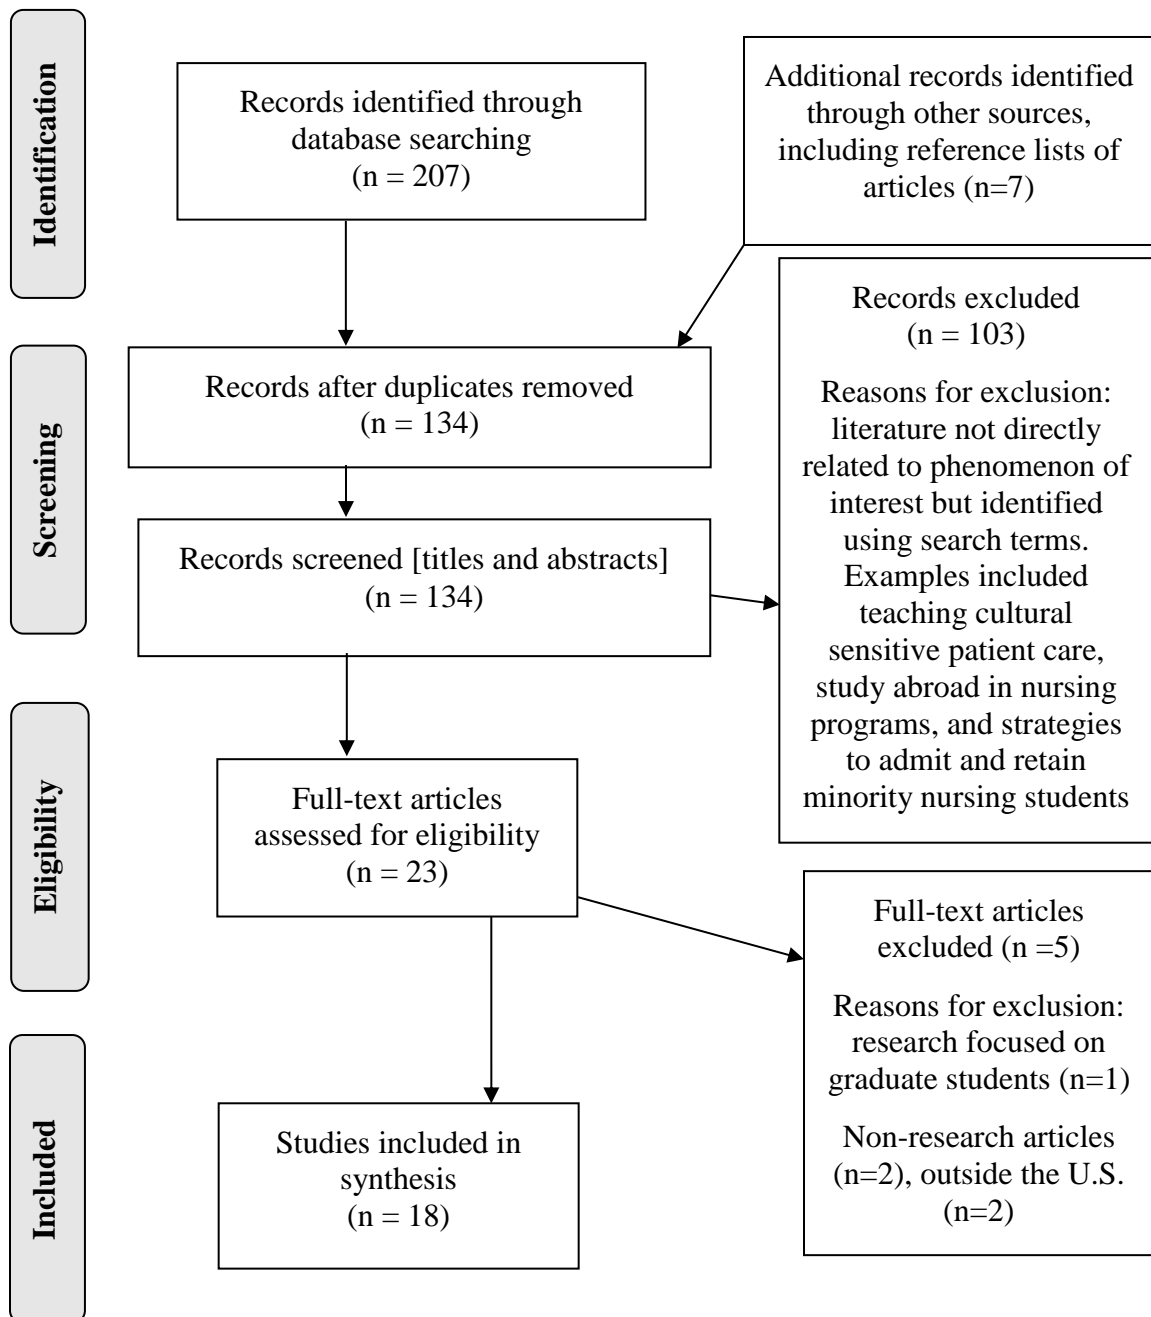 Identification
Records identified through
database searching
(n = 207)
Additional records identified
through other sources,
including reference lists of
articles (n=7)
Screening
Records after duplicates removed
(n = 134)
Records screened [titles and abstracts]
(n = 134)
Records excluded
(n = 103)
Reasons for exclusion:
literature not directly
related to phenomenon of
interest but identified
using search terms.
Examples included
teaching cultural
sensitive patient care,
study abroad in nursing
programs, and strategies
to admit and retain
minority nursing students
Eligibility
Full-text articles
assessed for eligibility
(n = 23)
Full-text articles
excluded (n =5)
Reasons for exclusion:
research focused on
graduate students (n=1)
Non-research articles
(n=2), outside the U.S.
(n=2)
Included
Studies included in
synthesis
(n = 18)